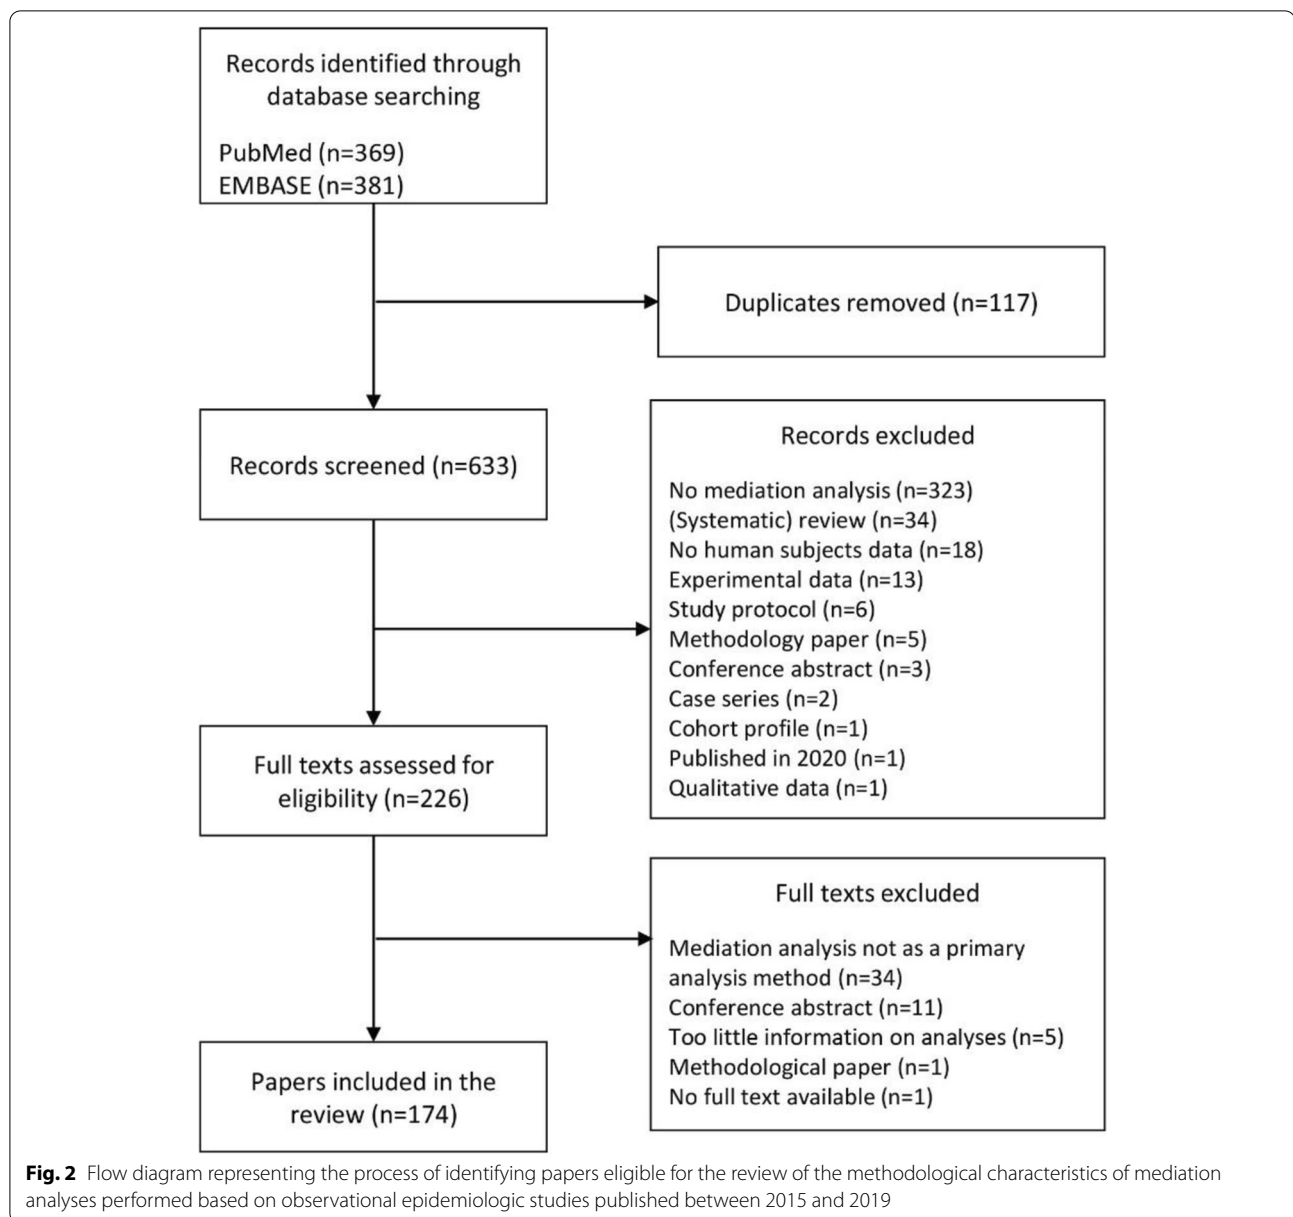 Records identified through
database searching
PubMed (n=369)
EMBASE (n=381)
Duplicates removed (n=117)
Records screened (n=633)
Records excluded
No mediation analysis (n=323)
(Systematic) review (n=34)
No human subjects data (n=18)
Experimental data (n=13)
Study protocol (n=6)
Methodology paper (n=5)
Conference abstract (n=3)
Case series (n=2)
Cohort profile (n=1)
Published in 2020 (n=1)
Qualitative data (n=1)
Full texts assessed for
eligibility (n=226)
Full texts excluded
Mediation analysis not as a primary
analysis method (n=34)
Conference abstract (n=11)
Too little information on analyses (n=5)
Methodological paper (n=1)
No full text available (n=1)
Papers included in the
review (n=174)
Fig. 2 Flow diagram representing the process of identifying papers eligible for the review of the methodological characteristics of mediation
analyses performed based on observational epidemiologic studies published between 2015 and 2019